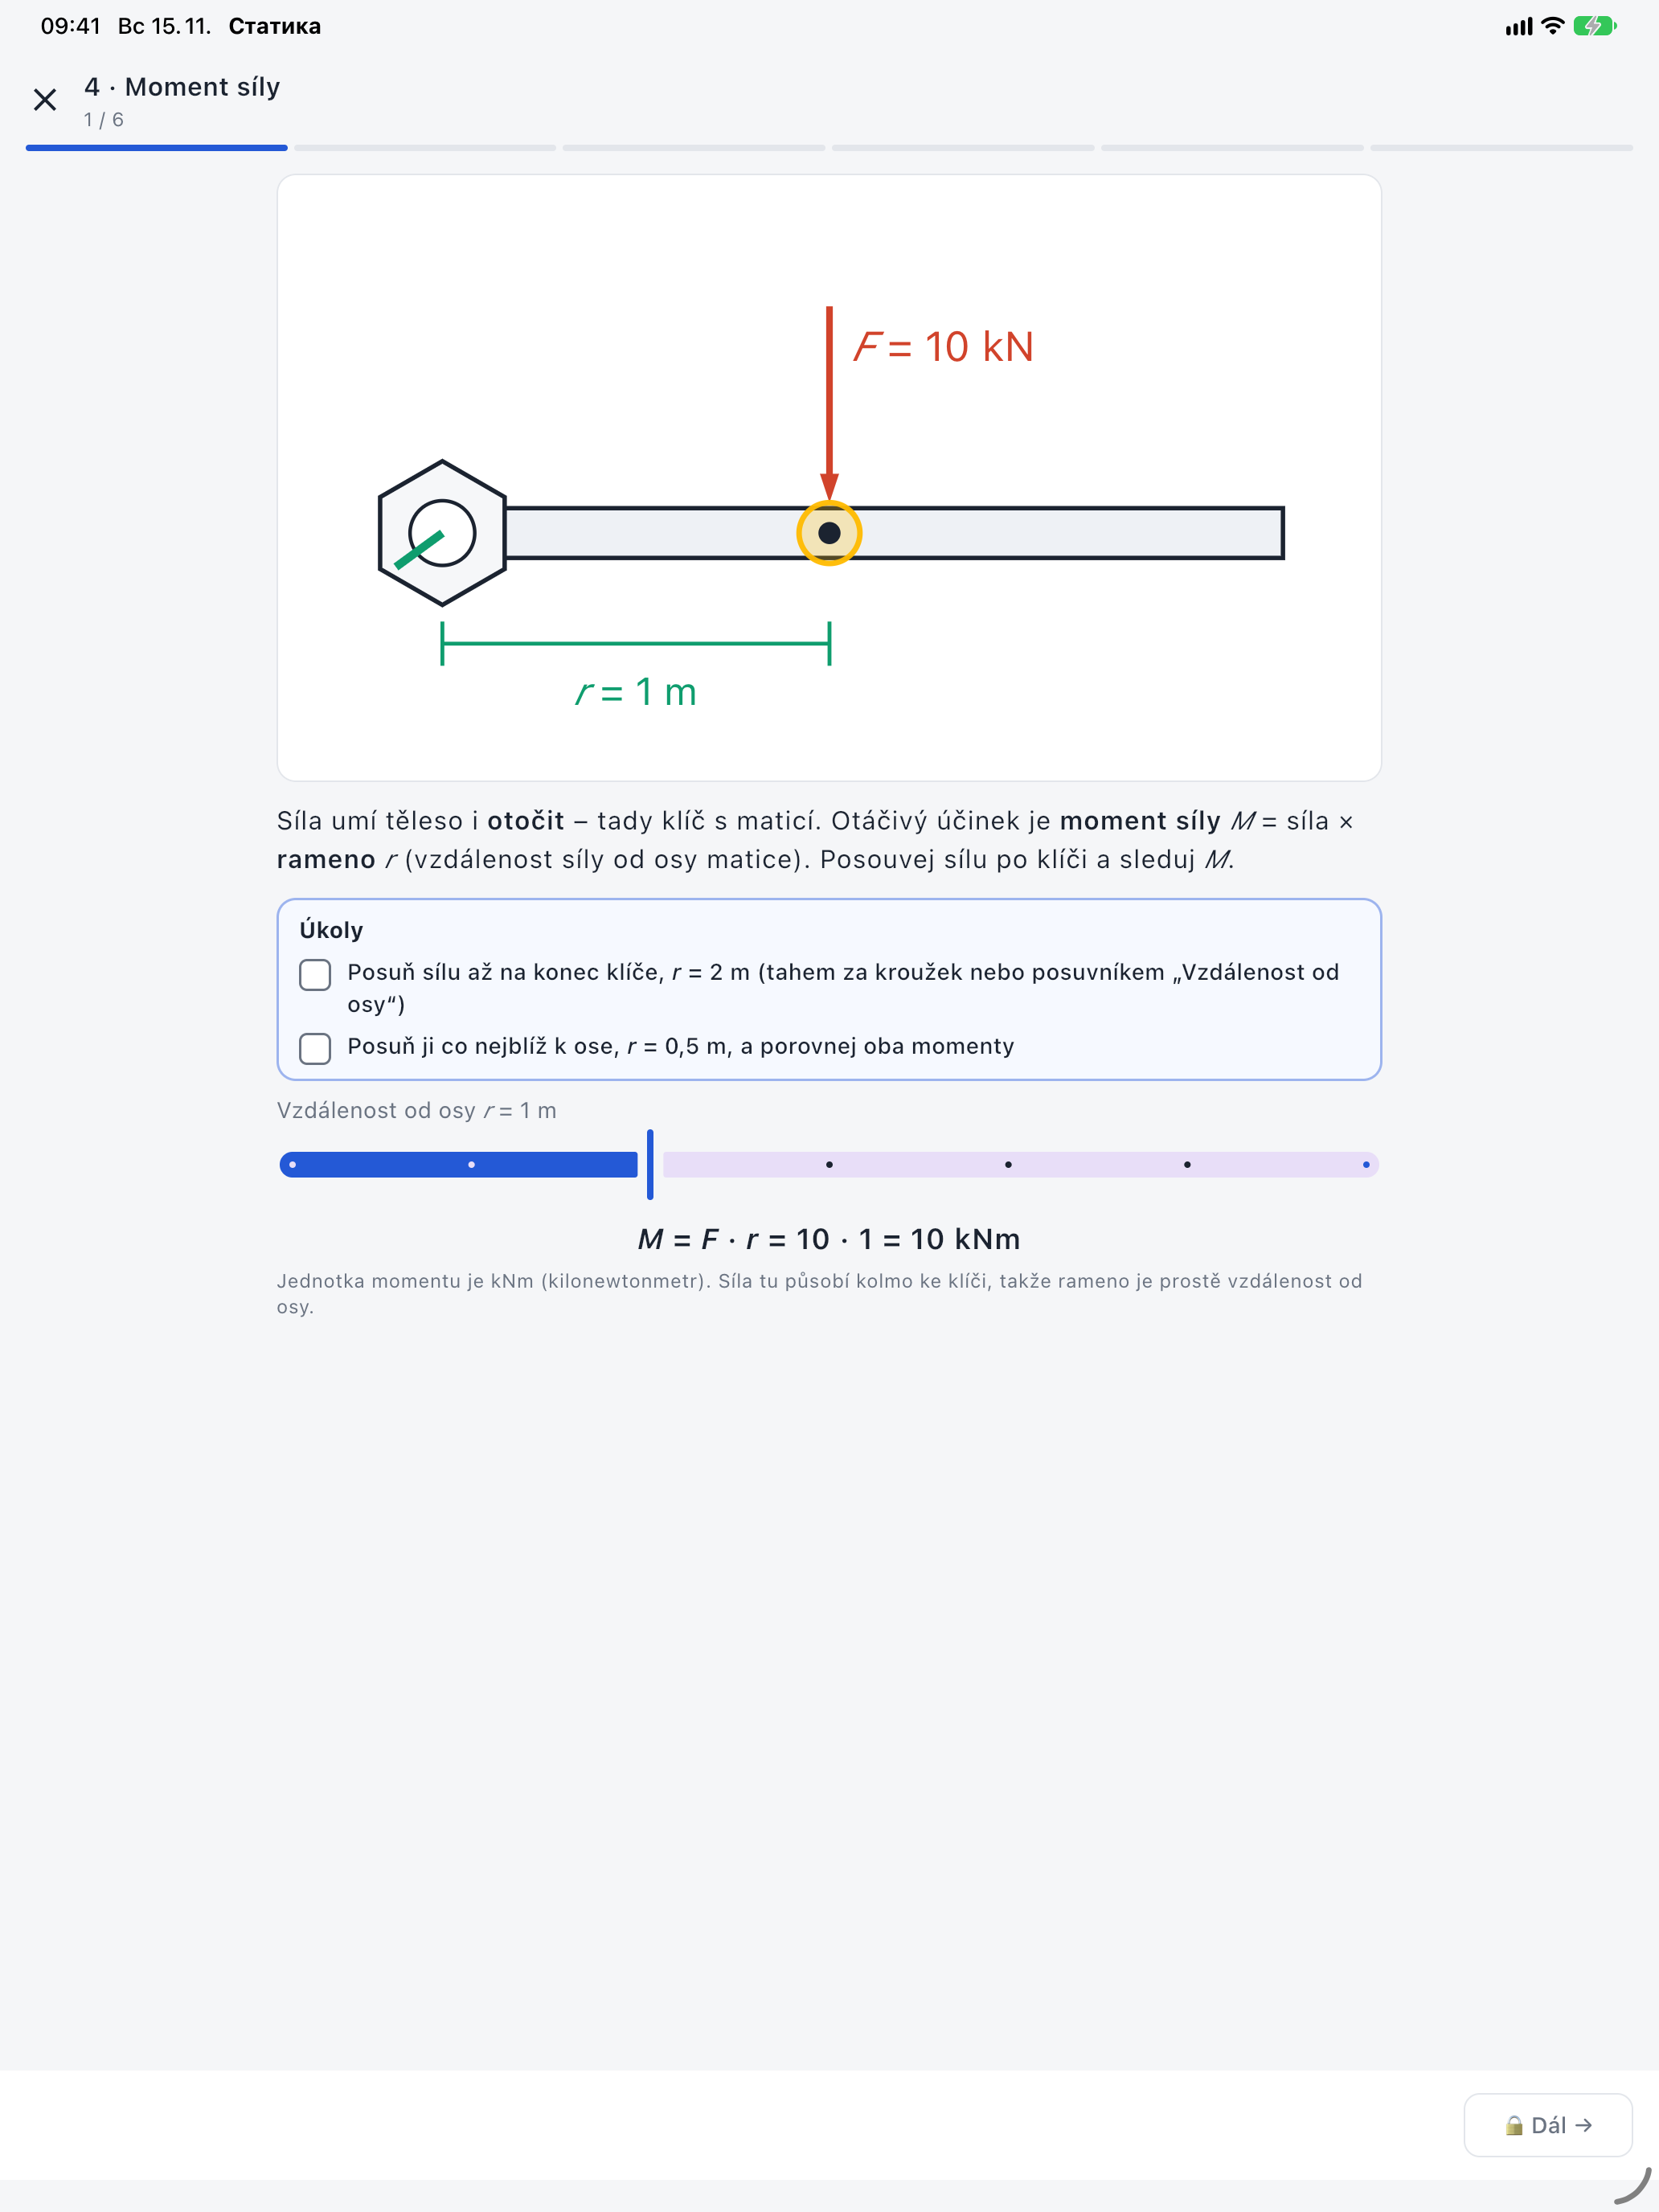 09:41 Вс 15.11. Статика
4 · Moment síly
1 / 6
F = 10 kN
r = 1 m
Síla umí těleso i otočit – tady klíč s maticí. Otáčivý účinek je moment síly M = síla ×
rameno r (vzdálenost síly od osy matice). Posouvej sílu po klíči a sleduj M.
Úkoly
Posuň sílu až na konec klíče, r = 2 m (tahem za kroužek nebo posuvníkem „Vzdálenost od
osy“)
Posuň ji co nejblíž k ose, r = 0,5 m, a porovnej oba momenty
Vzdálenost od osy r = 1 m
M = F · r = 10 · 1 = 10 kNm
Jednotka momentu je kNm (kilonewtonmetr). Síla tu působí kolmo ke klíči, takže rameno je prostě vzdálenost od
osy.
🔒 Dál →